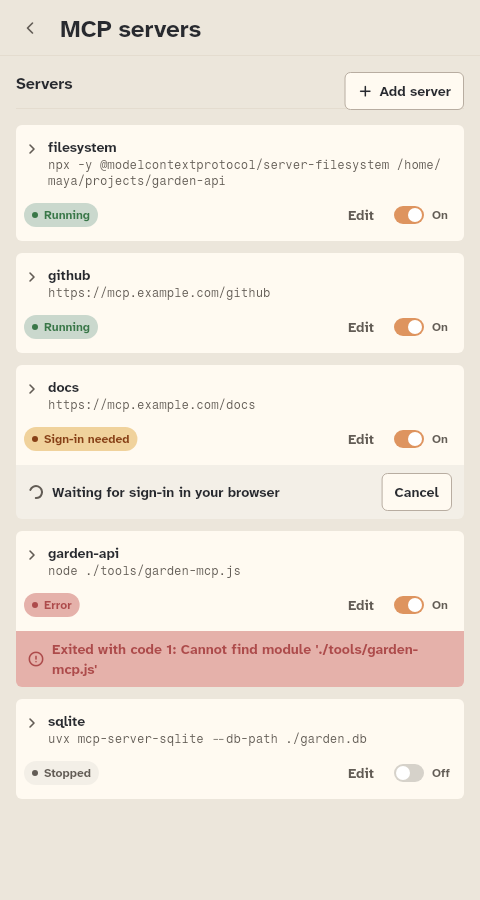 MCP servers
Servers
Add server
filesystem
npx -y @modelcontextprotocol/server-filesystem /home/
maya/projects/garden-api
Running
Edit
On
github
https://mcp.example.com/github
Running
Edit
On
docs
https://mcp.example.com/docs
Sign-in needed
Edit
On
Waiting for sign-in in your browser
Cancel
garden-api
node ./tools/garden-mcp.js
Error
Edit
On
Exited with code 1: Cannot find module './tools/garden-
mcp.js'
sqlite
uvx mcp-server-sqlite --db-path ./garden.db
Stopped
Edit
Off